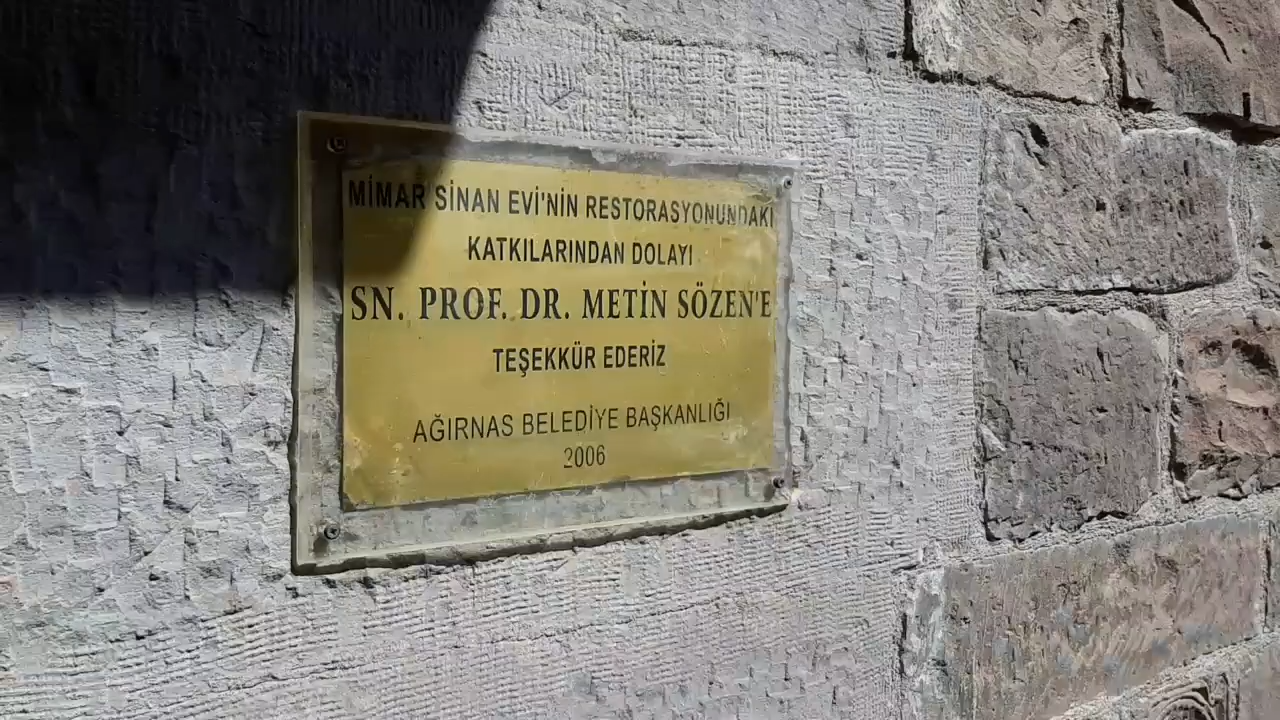 MİMAR SİNAN EVİ'NİN RESTORASYONUNDAKİ
KATKILARINDAN DOLAYI
SN. PROF. DR. METİN SÖZEN'E
TEŞEKKÜR EDERİZ
AĞIRNAS BELEDİYE BAŞKANLIĞI
2006